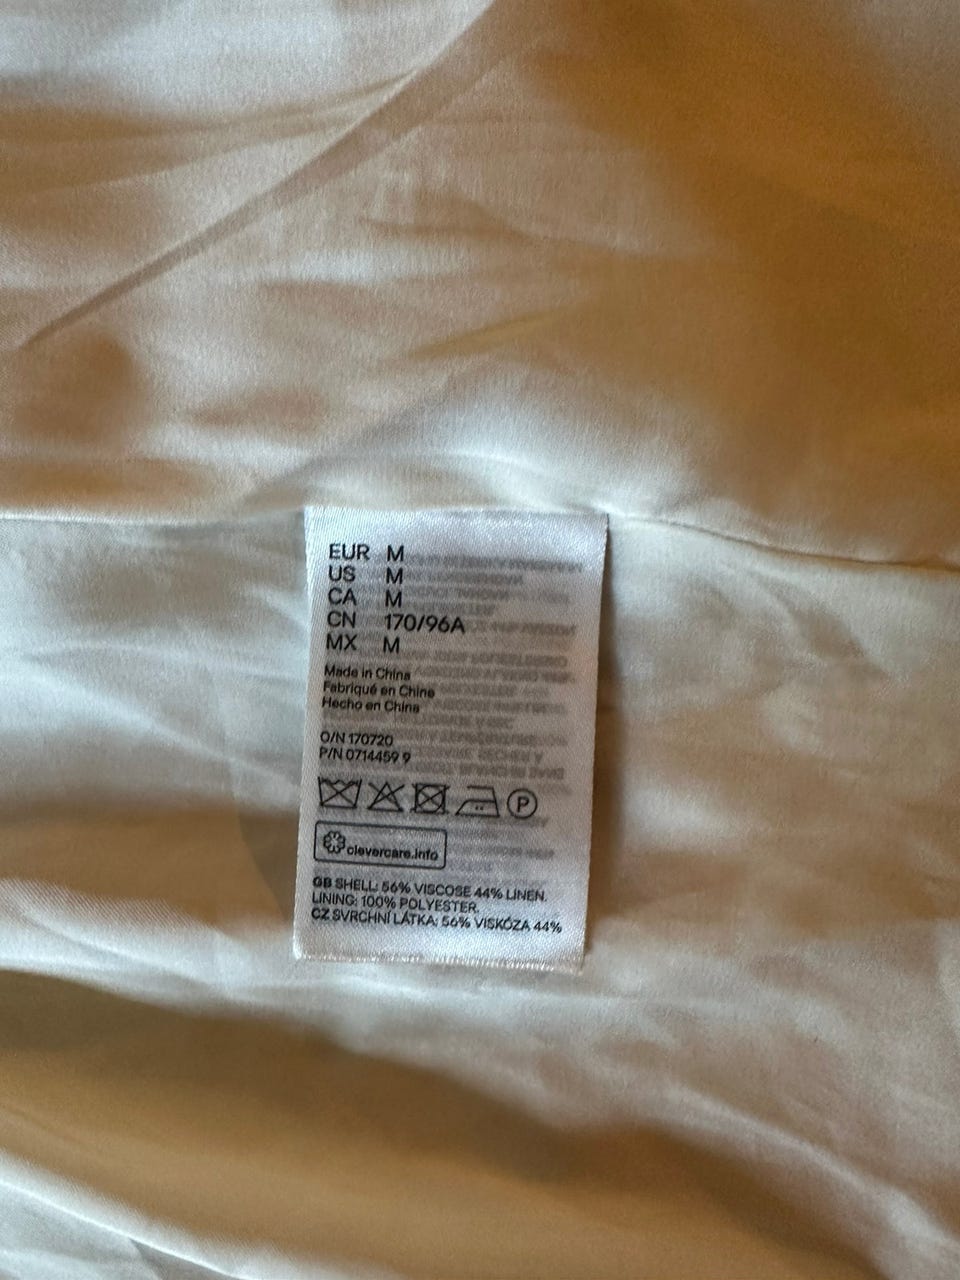 EUR M
US M
CA M
CN 170/96A
MX M
Made in China
Fabriqué en Chine
Hecho en China
O/N 170720
P/N 0714459 9
P
clevercare.info
GB SHELL: 56% VISCOSE 44% LINEN.
LINING: 100% POLYESTER.
CZ SVRCHNÍ LÁTKA: 56% VISKÓZA 44%